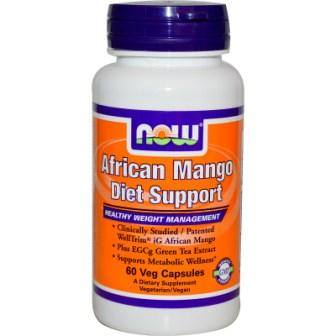 now
African Mango
Diet Support
HEALTHY WEIGHT MANAGEMENT
• Clinically Studied / Patented
WellTrim® iG African Mango
• Plus EGCg Green Tea Extract
• Supports Metabolic Wellness*
60 Veg Capsules
A Dietary Supplement
Vegetarian/Vegan